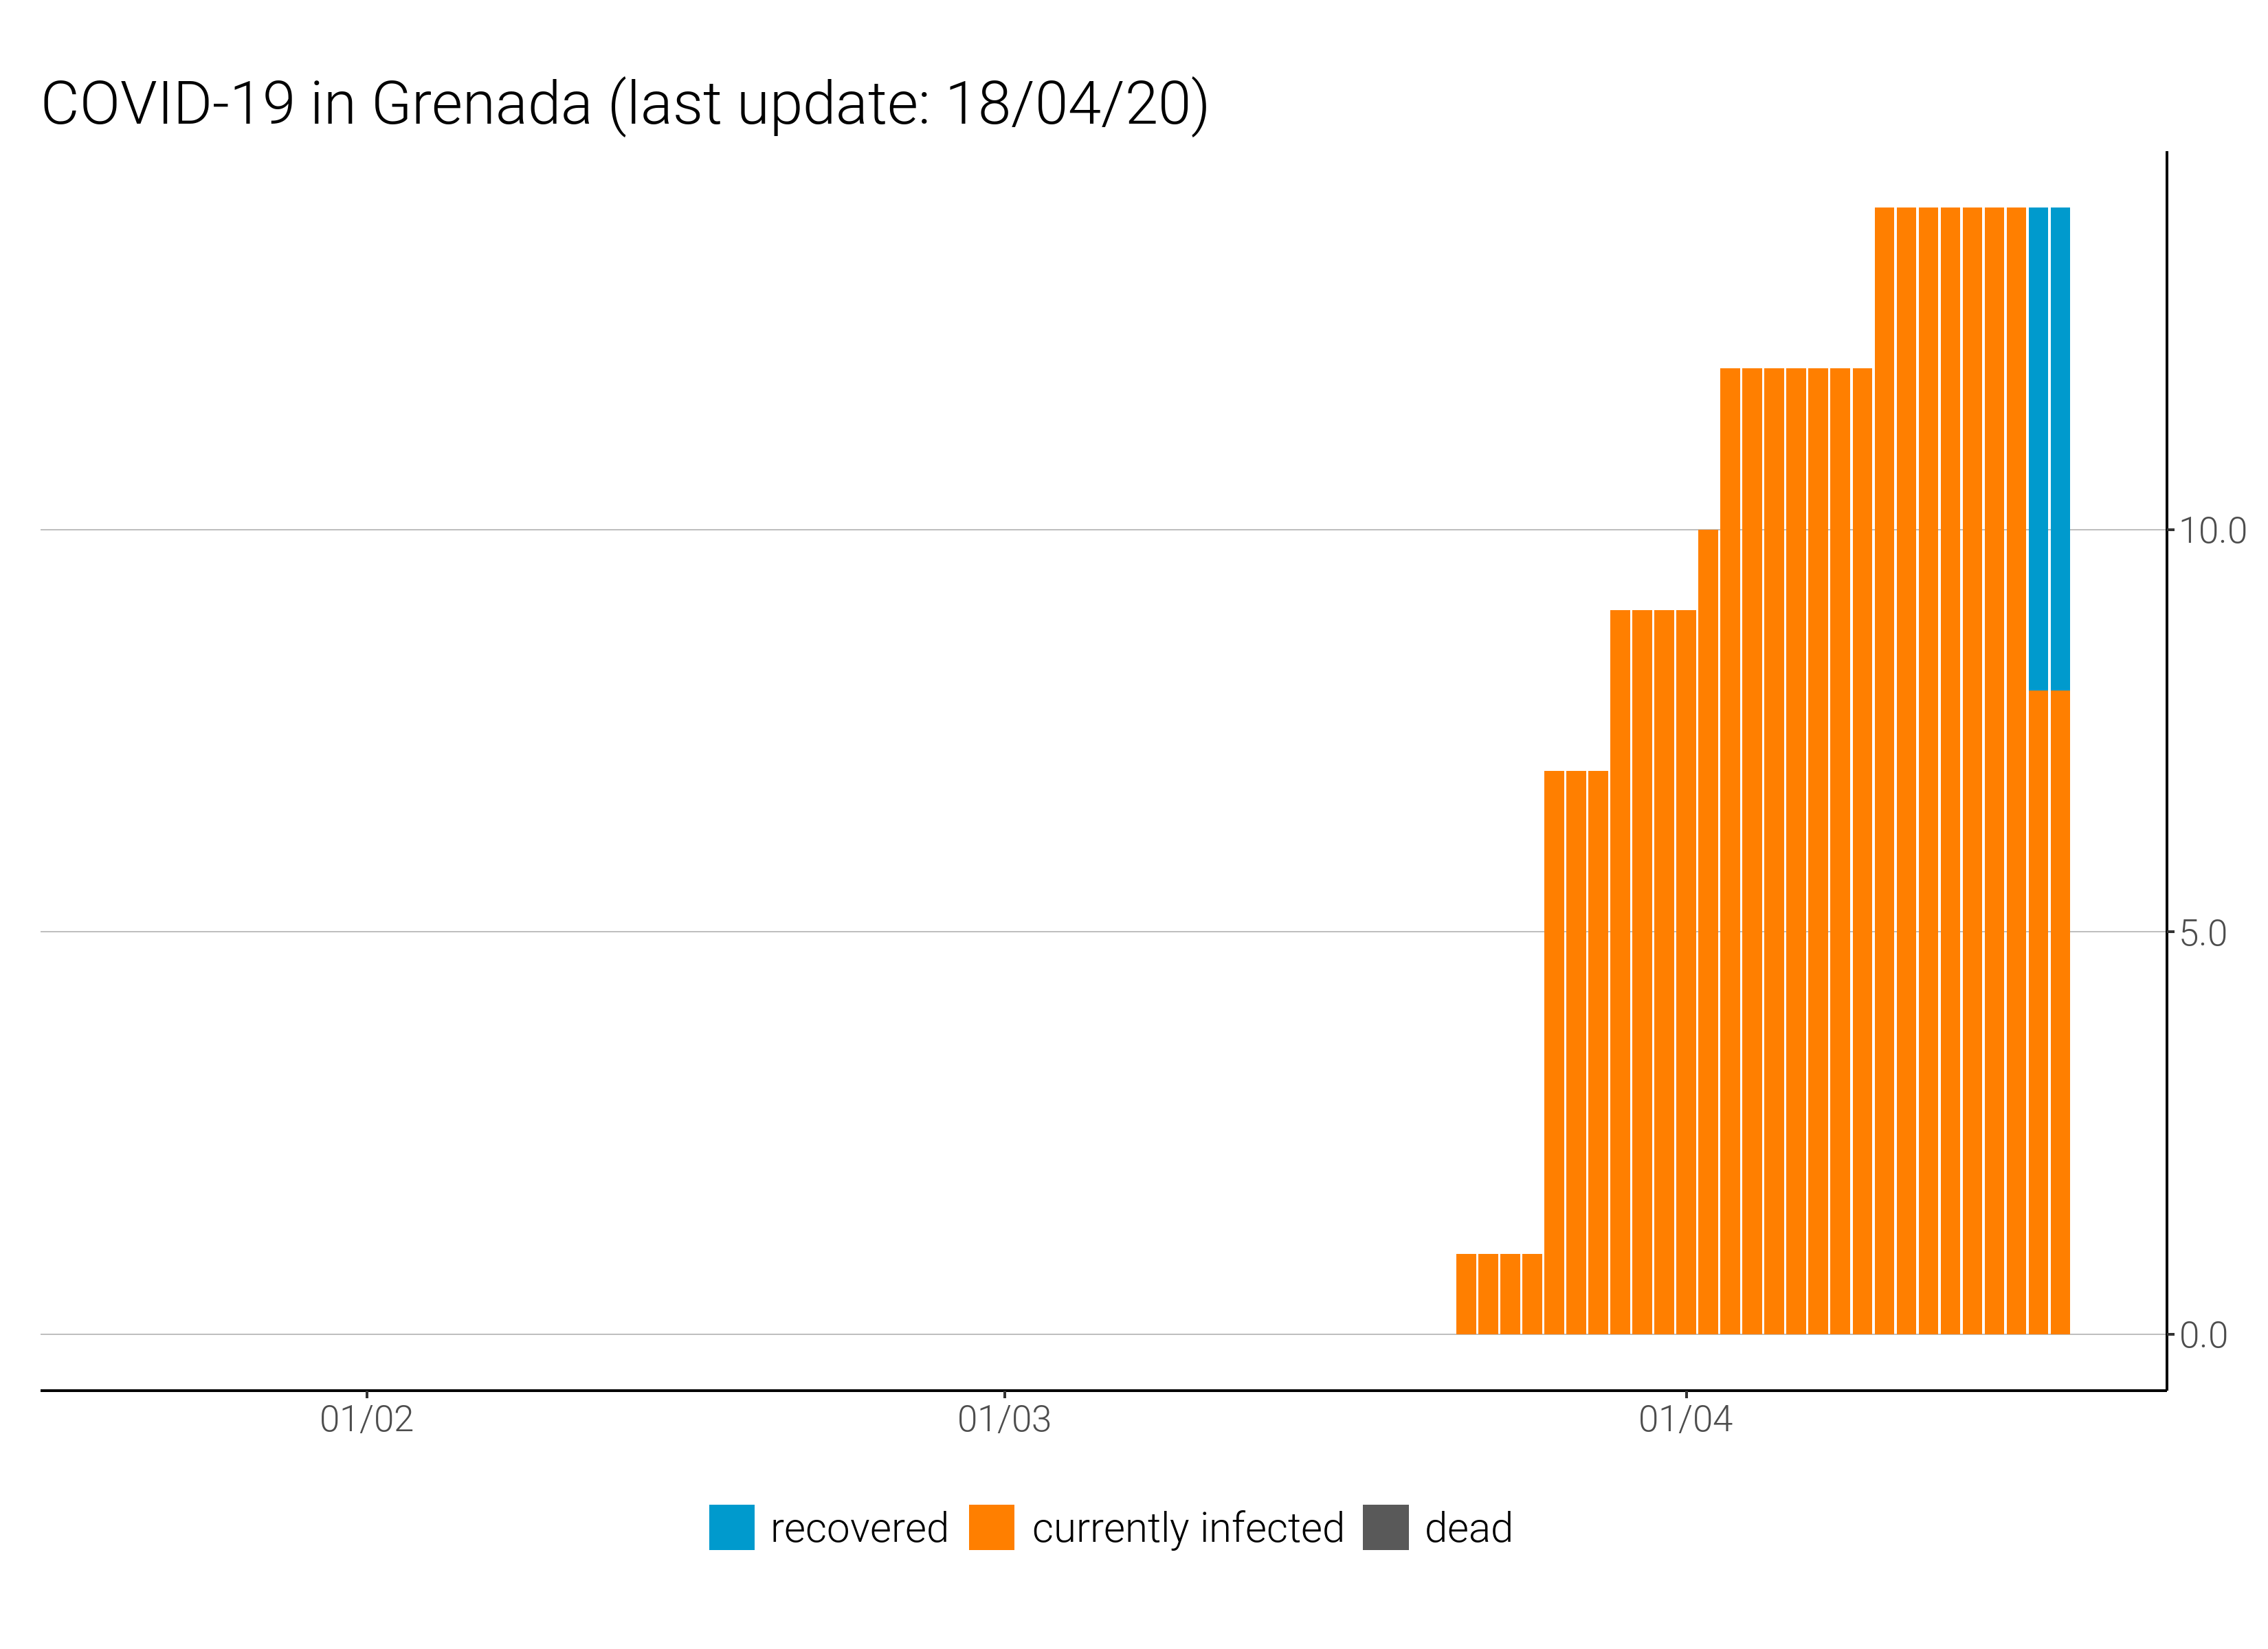 COVID-19 in Grenada (last update: 18/04/20)
10.0
5.0
0.0
01/02 01/03 01/04
recovered currently infected dead